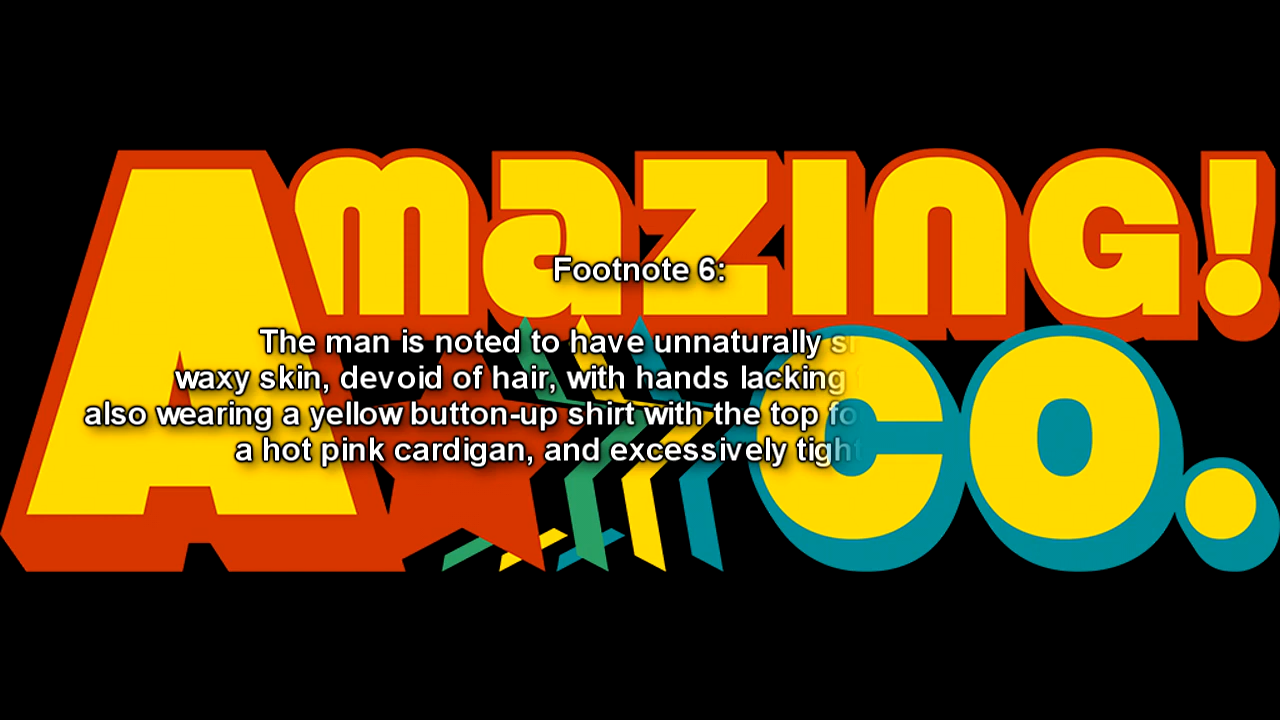 AmaZING!
CO.
Footnote 6:
The man is noted to have unnaturally
waxy skin, devoid of hair, with hands lacking
also wearing a yellow button-up shirt with the top
a hot pink cardigan, and excessively tight